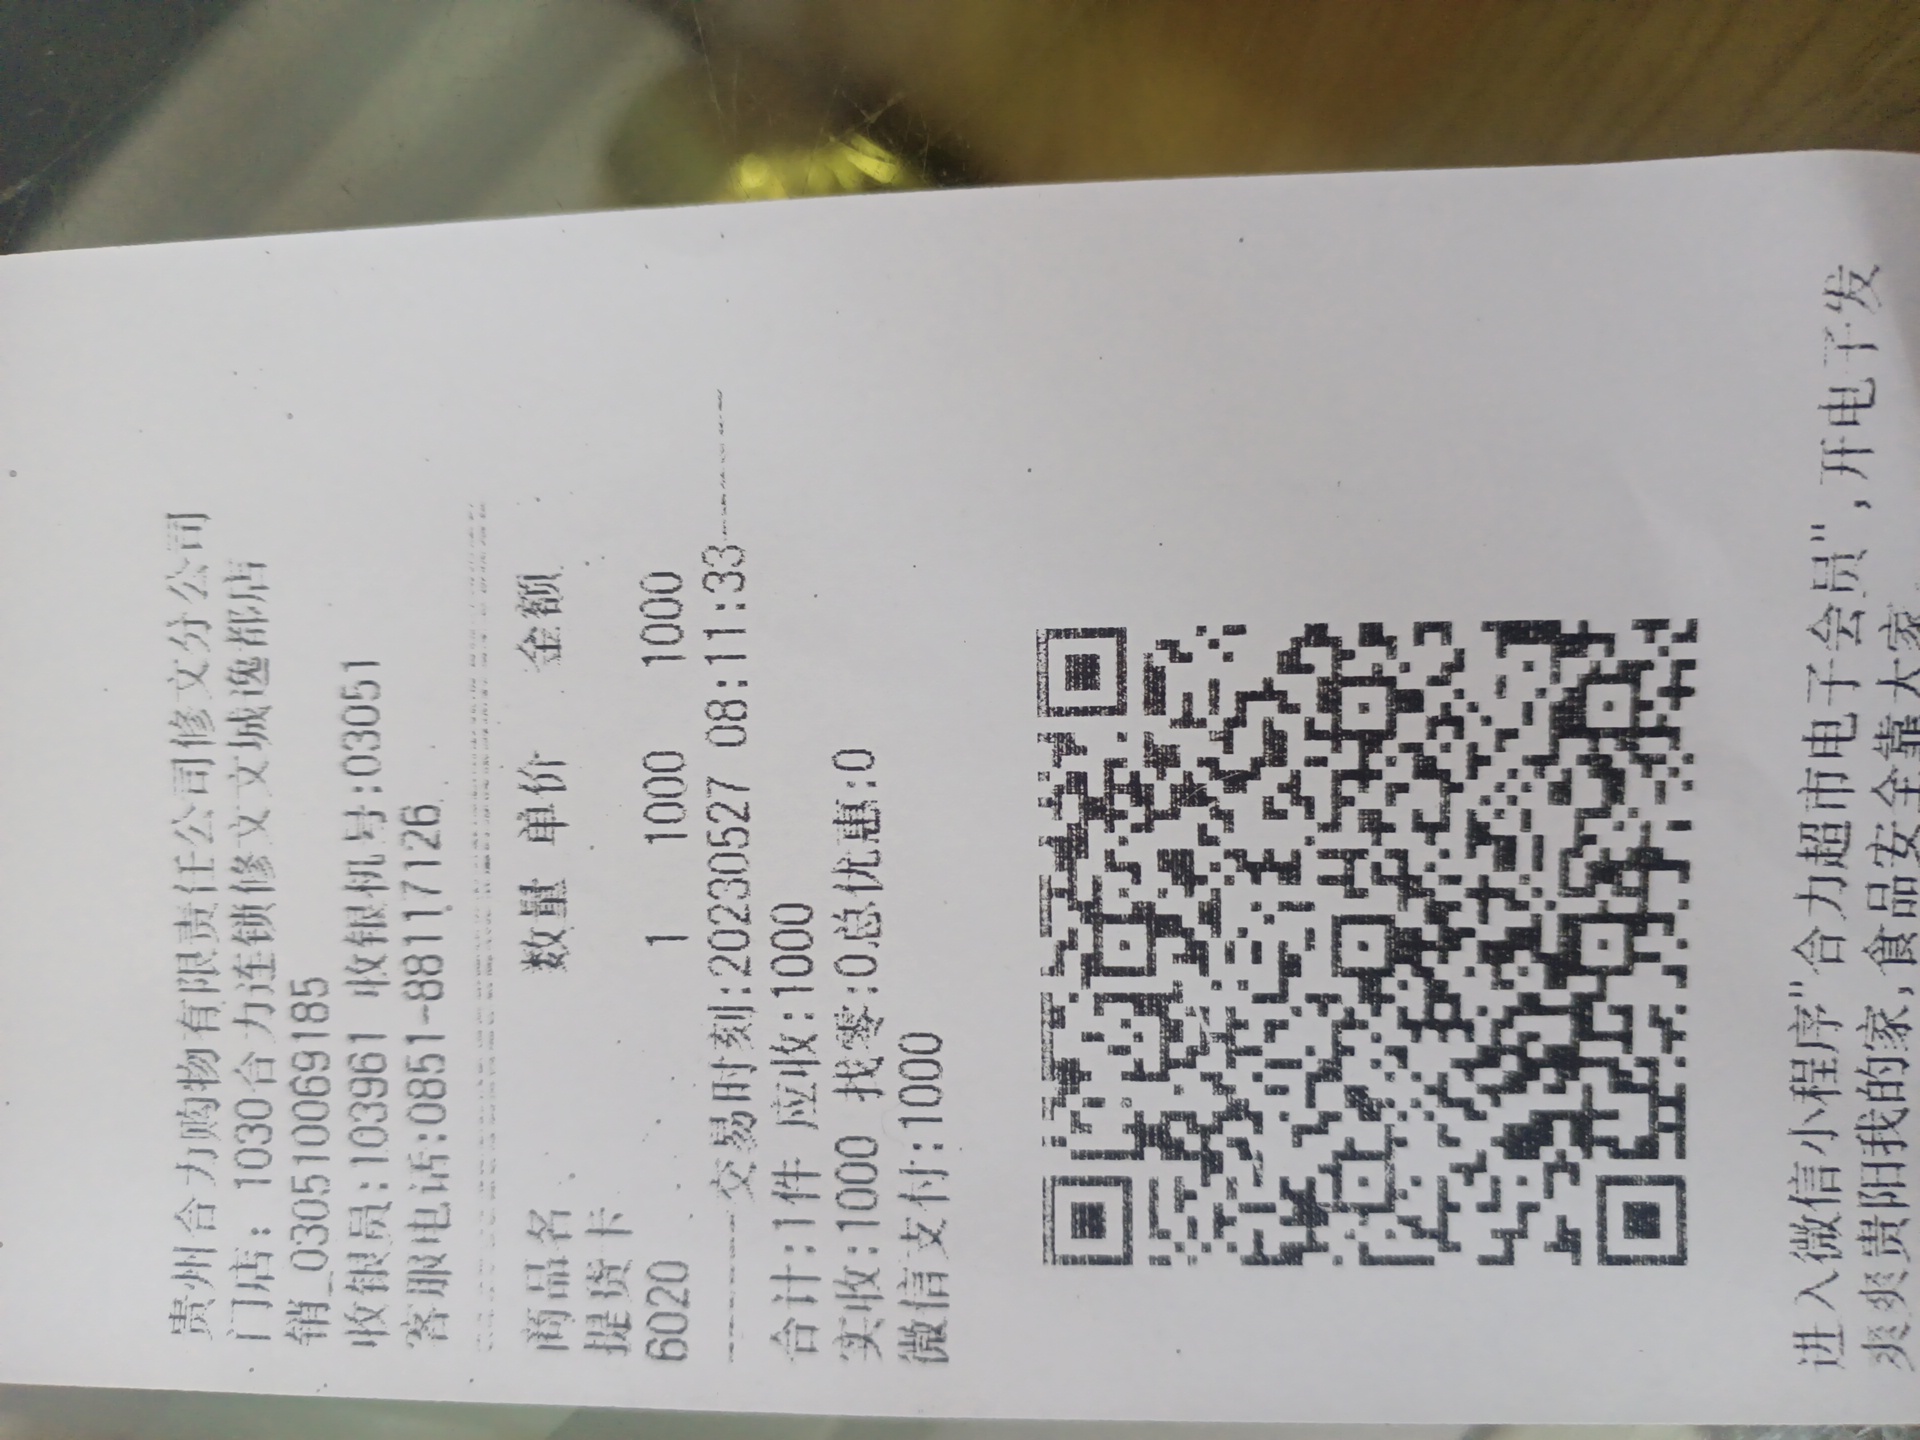 贵州合力购物有限责任公司修文分公司
门店: 1030合力连锁修文文城逸都店
销_03051006918​5
收银员:103961 收银机号:03051
客服电话:0851-88117126
商品名 数量 单价 金额
提货卡
6020 1 1000 1000
交易时刻:20230527 08:11:33
合计:1件 应收:1000
实收:1000 找零:0总优惠:0
微信支付:1000
进入微信小程序"合力超市电子会员",开电子发
爽爽贵阳我的家,食品安全靠大家